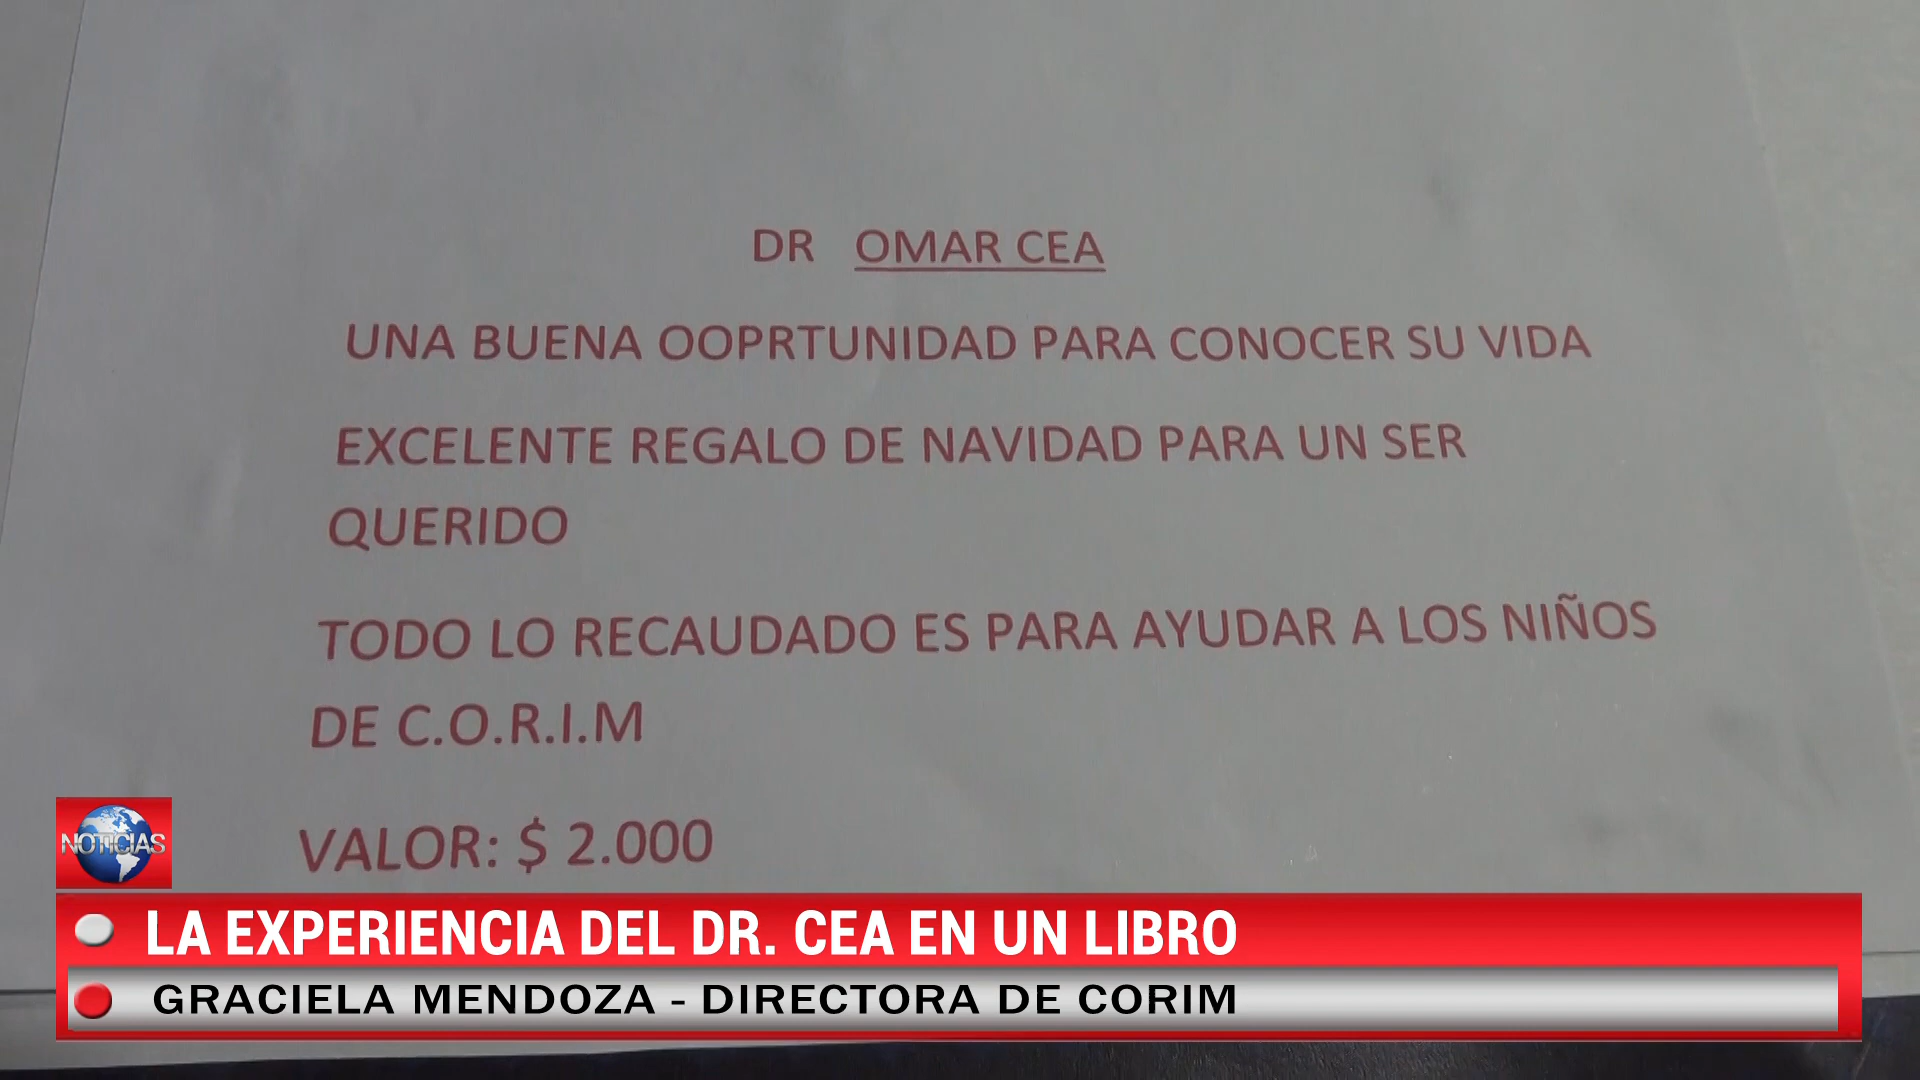 DR OMAR CEA
UNA BUENA OOPRTUNIDAD PARA CONOCER SU VIDA
EXCELENTE REGALO DE NAVIDAD PARA UN SER
QUERIDO
TODO LO RECAUDADO ES PARA AYUDAR A LOS NIÑOS
DE C.O.R.I.M
VALOR: $ 2.000
NOTICIAS
LA EXPERIENCIA DEL DR. CEA EN UN LIBRO
GRACIELA MENDOZA - DIRECTORA DE CORIM